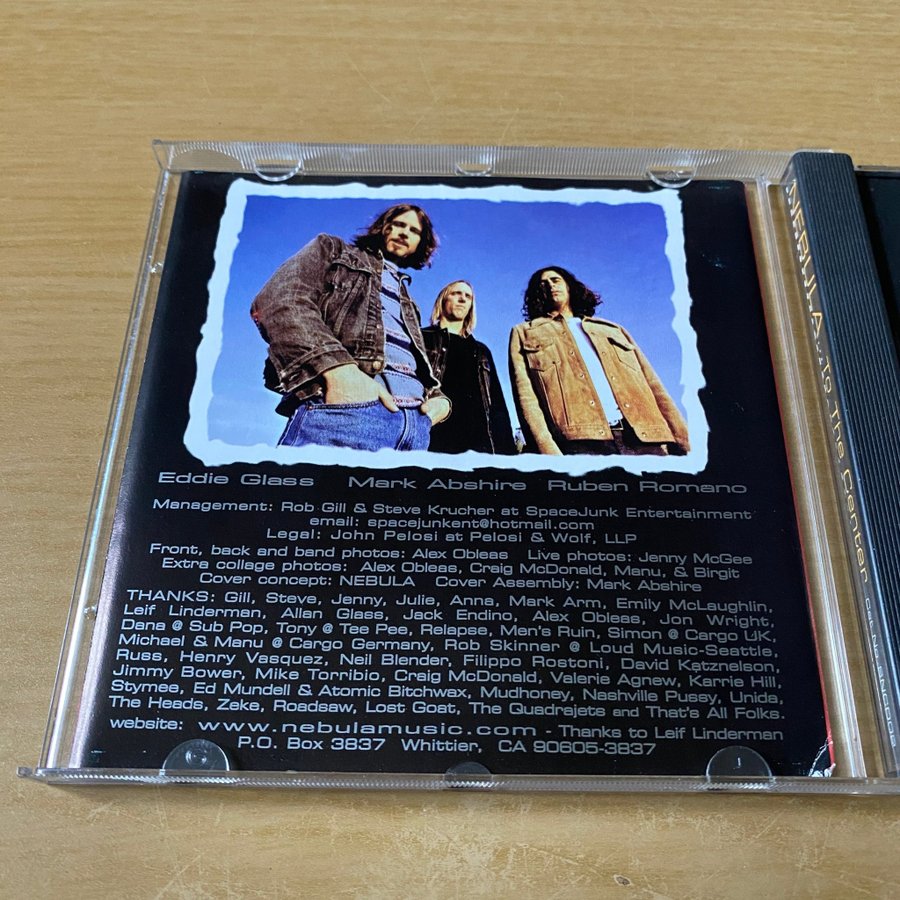 Eddie Glass Mark Abshire Ruben Romano
Management: Rob Gill & Steve Krucher at SpaceJunk Entertainment
email: spacejunkent@hotmail.com
Legal: John Pelosi at Pelosi & Wolf, LLP
Front, back and band photos: Alex Obleas Live photos: Jenny McGee
Extra collage photos: Alex Obleas, Craig McDonald, Manu, & Birgit
Cover concept: NEBULA Cover Assembly: Mark Abshire
THANKS: Gill, Steve, Jenny, Julie, Anna, Mark Arm, Emily McLaughlin,
Leif Linderman, Allan Glass, Jack Endino, Alex Obleas, Jon Wright,
Dana @ Sub Pop, Tony @ Tee Pee, Relapse, Men's Ruin, Simon @ Cargo UK,
Michael & Manu @ Cargo Germany, Rob Skinner @ Loud Music-Seattle,
Russ, Henry Vasquez, Neil Blender, Filippo Rostoni, David Katznelson,
Jimmy Bower, Mike Torribio, Craig McDonald, Valerie Agnew, Karrie Hill,
Stymee, Ed Mundell & Atomic Bitchwax, Mudhoney, Nashville Pussy, Unida,
The Heads, Zeke, Roadsaw, Lost Goat, The Quadrajets and That's All Folks.
website: www.nebulamusic.com - Thanks to Leif Linderman
P.O. Box 3837 Whittier, CA 90605-3837
NEBULA To The Center